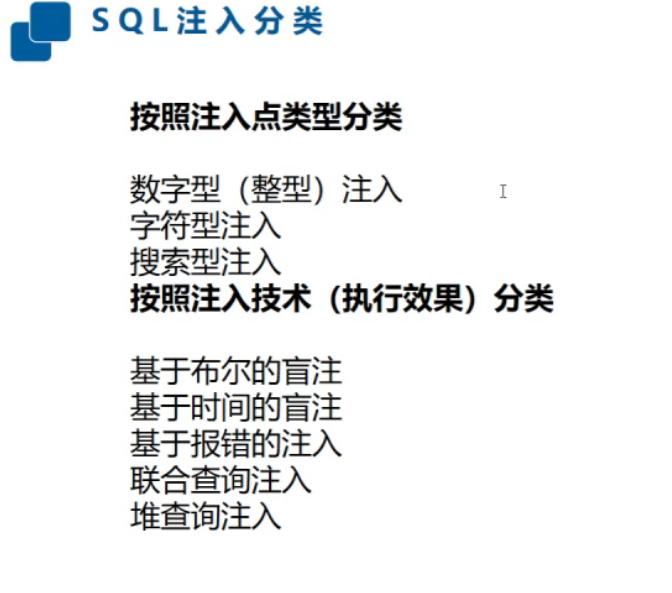 SQL注入分类
按照注入点类型分类
数字型（整型）注入
字符型注入
搜索型注入
按照注入技术（执行效果）分类
基于布尔的盲注
基于时间的盲注
基于报错的注入
联合查询注入
堆查询注入